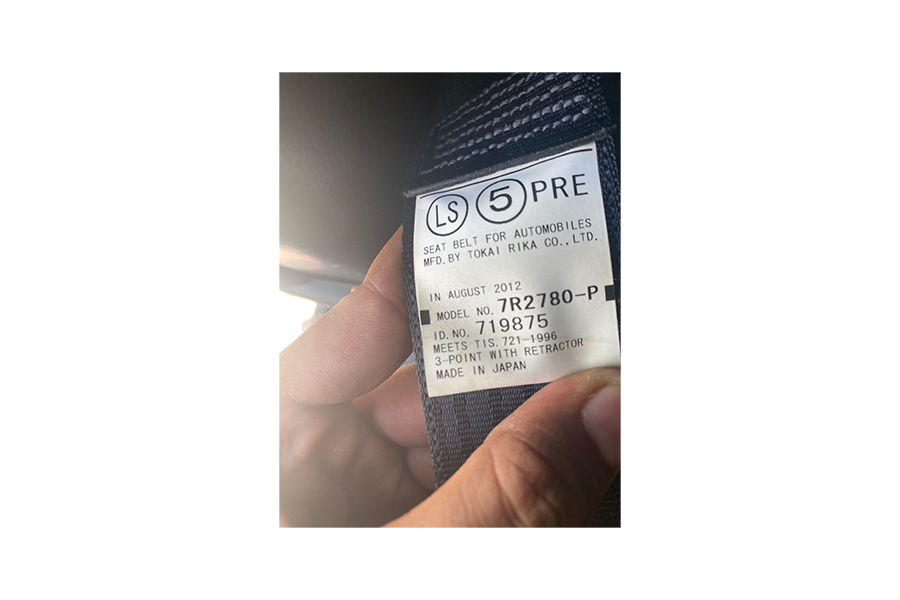 LS 5 PRE
SEAT BELT FOR AUTOMOBILES
MFD. BY TOKAI RIKA CO., LTD.
IN AUGUST 2012
MODEL NO. 7R2780-P
ID. NO. 719875
MEETS TIS. 721-1996
3-POINT WITH RETRACTOR
MADE IN JAPAN